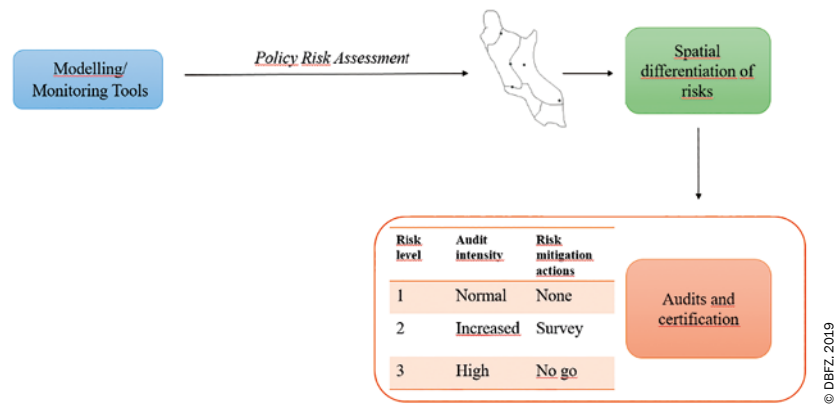 Modelling/
Monitoring Tools
Policy Risk Assessment
Spatial
differentiation of
risks
Risk
level
Audit
intensity
Risk
mitigation
actions
1 Normal None
2 Increased Survey
3 High No go
Audits and
certification
© DBFZ, 2019